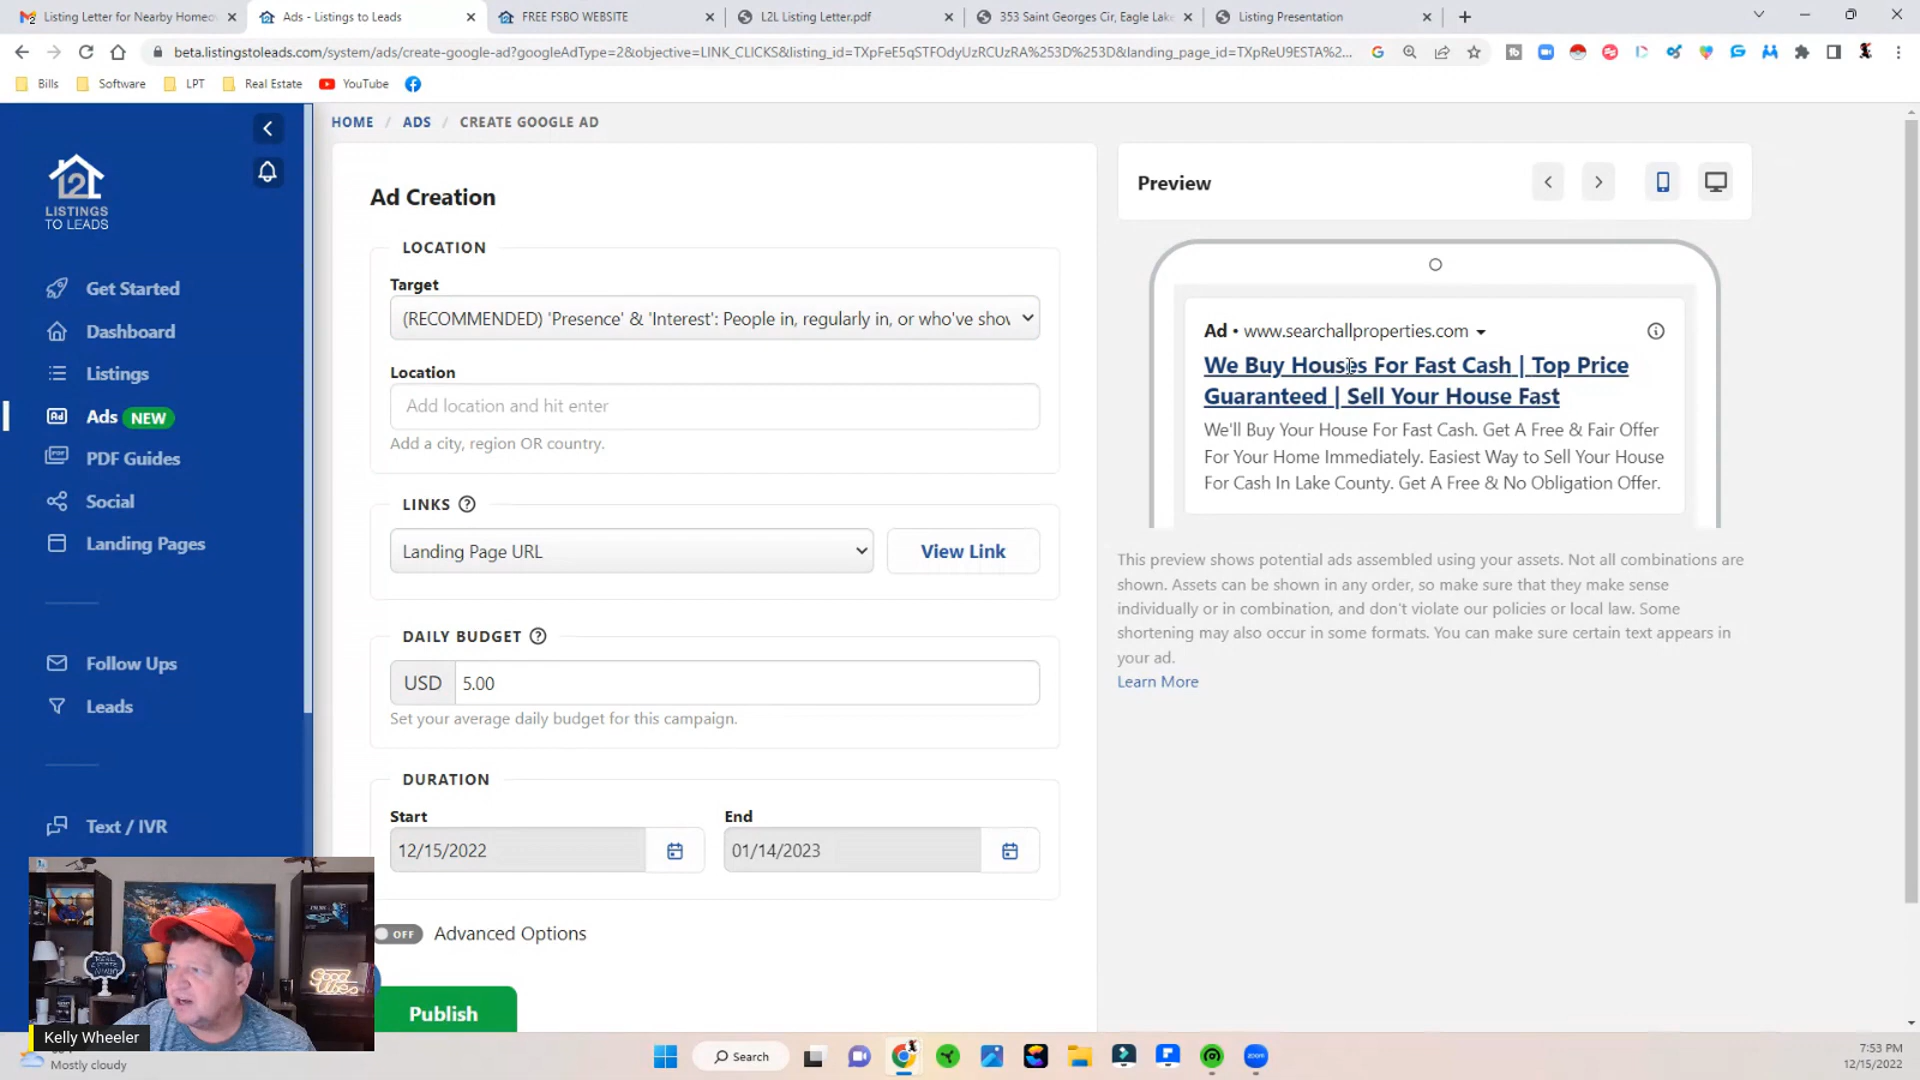 Listing Letter for Nearby Homeov
Ads - Listings to Leads
FREE FSBO WEBSITE
L2L Listing Letter.pdf
353 Saint Georges Cir, Eagle Lake
Listing Presentation
beta.listingstoleads.com/system/ads/create-google-ad?googleAdType=2&objective=LINK_CLICKS&listing_id=TXpFeE5qSTFOdyUzRCUzRA%253D%253D&landing_page_id=TXpReU9ESTA%2...
Bills
Software
LPT
Real Estate
YouTube
L2L
LISTINGS
TO LEADS
Get Started
Dashboard
Listings
Ads NEW
PDF Guides
Social
Landing Pages
Follow Ups
Leads
Text / IVR
HOME / ADS / CREATE GOOGLE AD
Ad Creation
LOCATION
Target
(RECOMMENDED) 'Presence' & 'Interest': People in, regularly in, or who've shov
Location
Add location and hit enter
Add a city, region OR country.
LINKS
Landing Page URL
View Link
DAILY BUDGET
USD 5.00
Set your average daily budget for this campaign.
DURATION
Start
12/15/2022
End
01/14/2023
OFF Advanced Options
Publish
Preview
Ad • www.searchallproperties.com
We Buy Houses For Fast Cash | Top Price
Guaranteed | Sell Your House Fast
We'll Buy Your House For Fast Cash. Get A Free & Fair Offer
For Your Home Immediately. Easiest Way to Sell Your House
For Cash In Lake County. Get A Free & No Obligation Offer.
This preview shows potential ads assembled using your assets. Not all combinations are
shown. Assets can be shown in any order, so make sure that they make sense
individually or in combination, and don't violate our policies or local law. Some
shortening may also occur in some formats. You can make sure certain text appears in
your ad.
Learn More
REAL ESTATE
Good Vibes
Kelly Wheeler
Mostly cloudy
Search
7:53 PM
12/15/2022